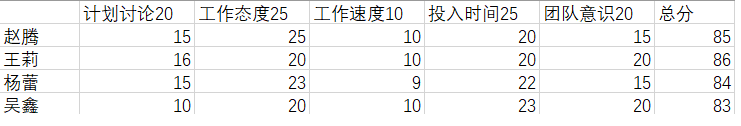 计划讨论20 工作态度25 工作速度10 投入时间25 团队意识20 总分
赵腾 15 25 10 20 15 85
王莉 16 20 10 20 20 86
杨蕾 15 23 9 22 15 84
吴鑫 10 20 10 23 20 83